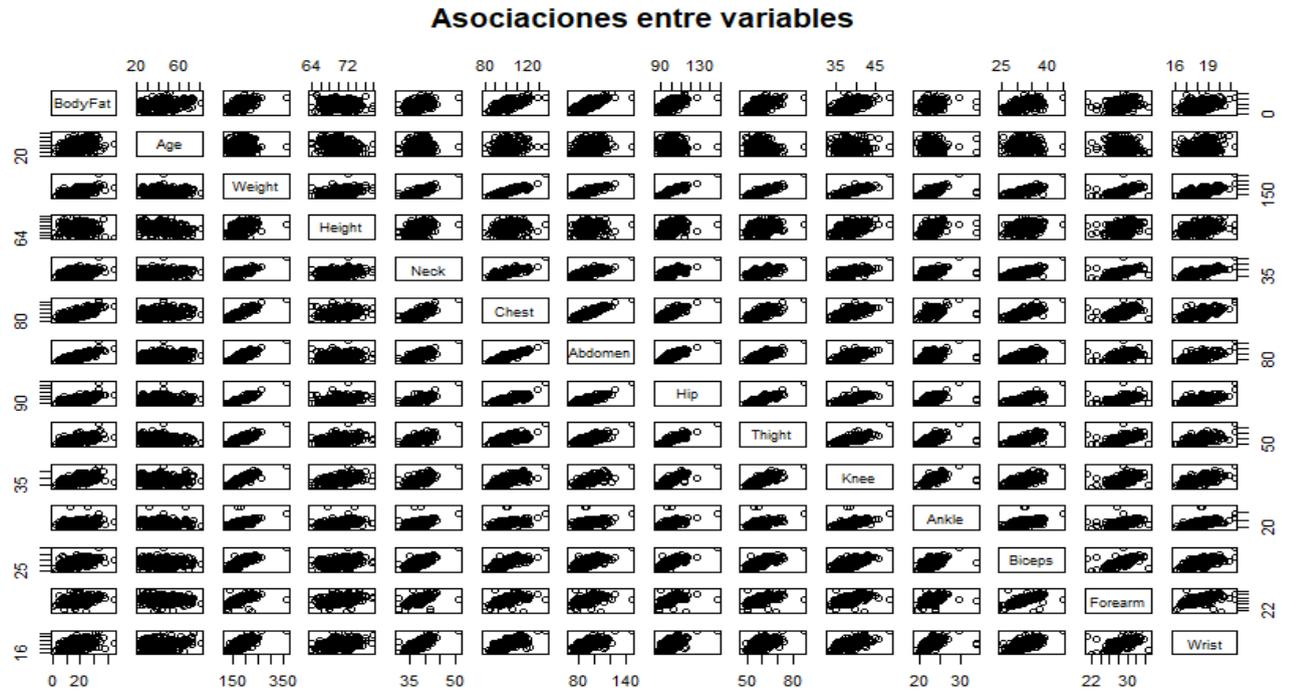 Asociaciones entre variables
20 60 64 72 80 120 90 130 35 45 25 40 16 19
BodyFat 0
20 Age
Weight 150
64 Height
Neck 35
80 Chest
Abdomen 80
90 Hip
Thight 50
35 Knee
Ankle 20
25 Biceps
Forearm 22
16 Wrist
0 20 150 350 35 50 80 140 50 80 20 30 22 30